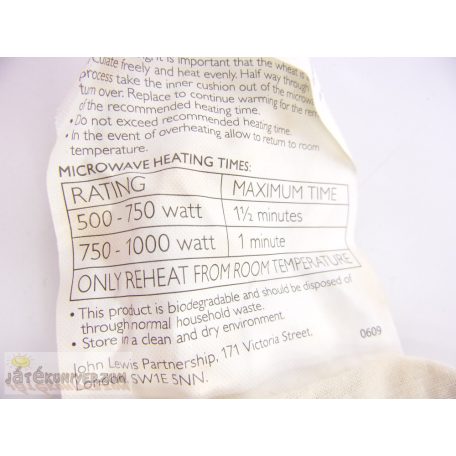 culate freely and heat evenly. Half way through
process take the inner cushion out of the microw
turn over. Replace to continue warming for the rem
of the recommended heating time.
• Do not exceed recommended heating time.
• In the event of overheating allow to return to room
temperature.
MICROWAVE HEATING TIMES:
RATING MAXIMUM TIME
500 - 750 watt 1½ minutes
750 - 1000 watt 1 minute
ONLY REHEAT FROM ROOM TEMPERATURE
• This product is biodegradable and should be disposed of
through normal household waste.
• Store in a clean and dry environment.
0609
John Lewis Partnership, 171 Victoria Street,
London SW1E 5NN.
JÁTÉKONIVERZUM